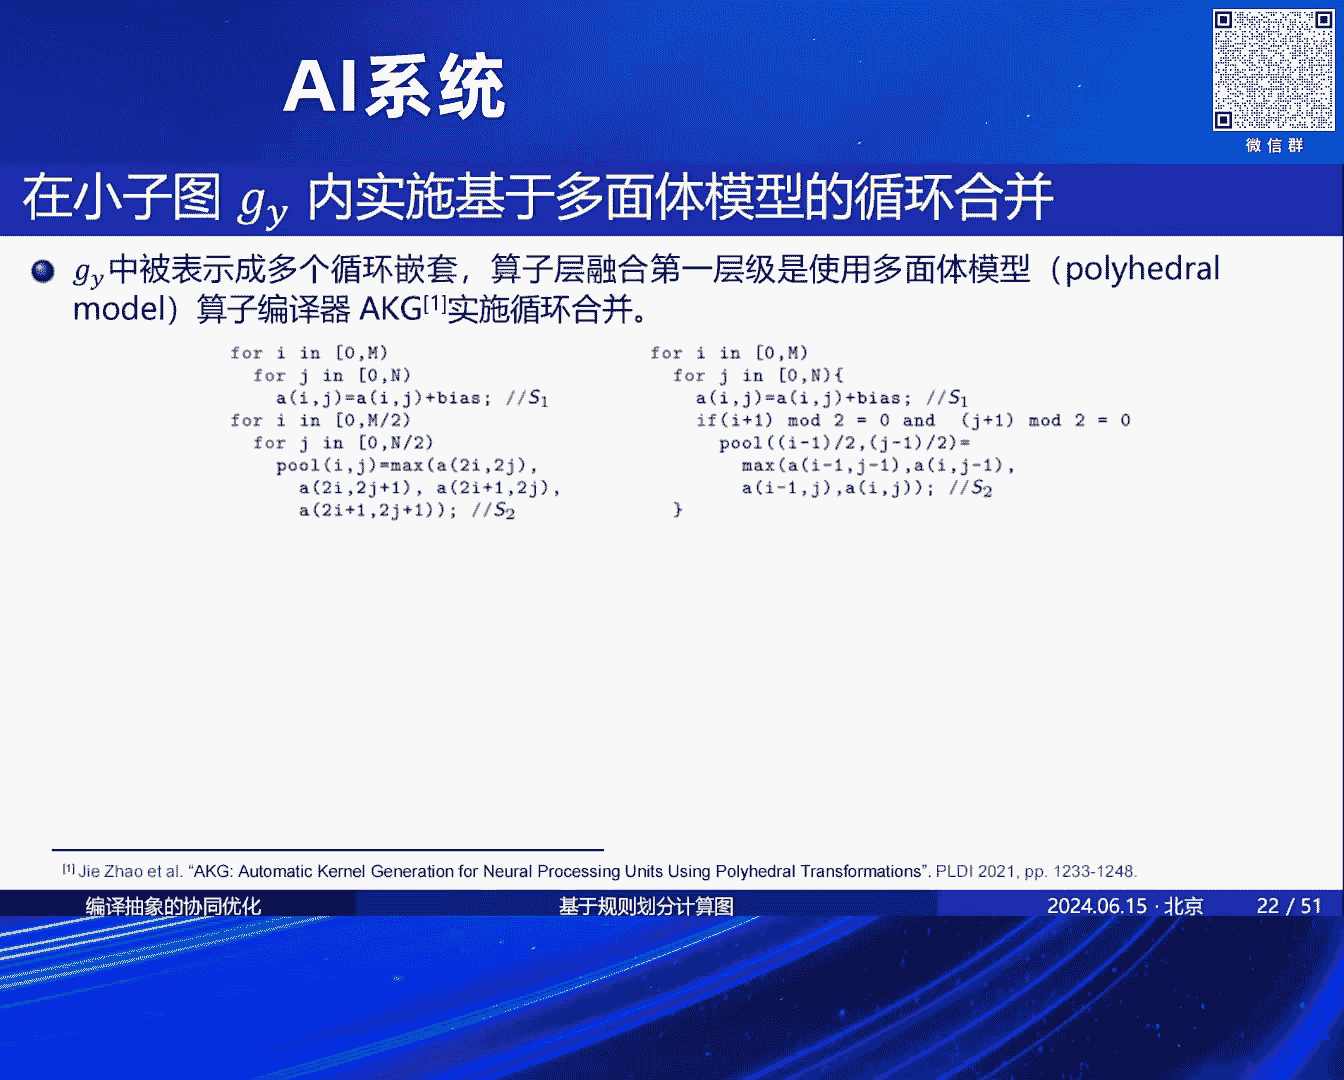 AI系统
微信群
在小子图 gy 内实施基于多面体模型的循环合并
gy中被表示成多个循环嵌套，算子层融合第一层级是使用多面体模型（polyhedral
model）算子编译器 AKG[1]实施循环合并。
for i in [0,M)
for j in [0,N)
a(i,j)=a(i,j)+bias; //S1
for i in [0,M/2)
for j in [0,N/2)
pool(i,j)=max(a(2i,2j),
a(2i,2j+1), a(2i+1,2j),
a(2i+1,2j+1)); //S2
for i in [0,M)
for j in [0,N){
a(i,j)=a(i,j)+bias; //S1
if(i+1) mod 2 = 0 and (j+1) mod 2 = 0
pool((i-1)/2,(j-1)/2)=
max(a(i-1,j-1),a(i,j-1),
a(i-1,j),a(i,j)); //S2
}
[1] Jie Zhao et al. “AKG: Automatic Kernel Generation for Neural Processing Units Using Polyhedral Transformations”. PLDI 2021, pp. 1233-1248.
编译抽象的协同优化 基于规则划分计算图 2024.06.15 · 北京 22 / 51